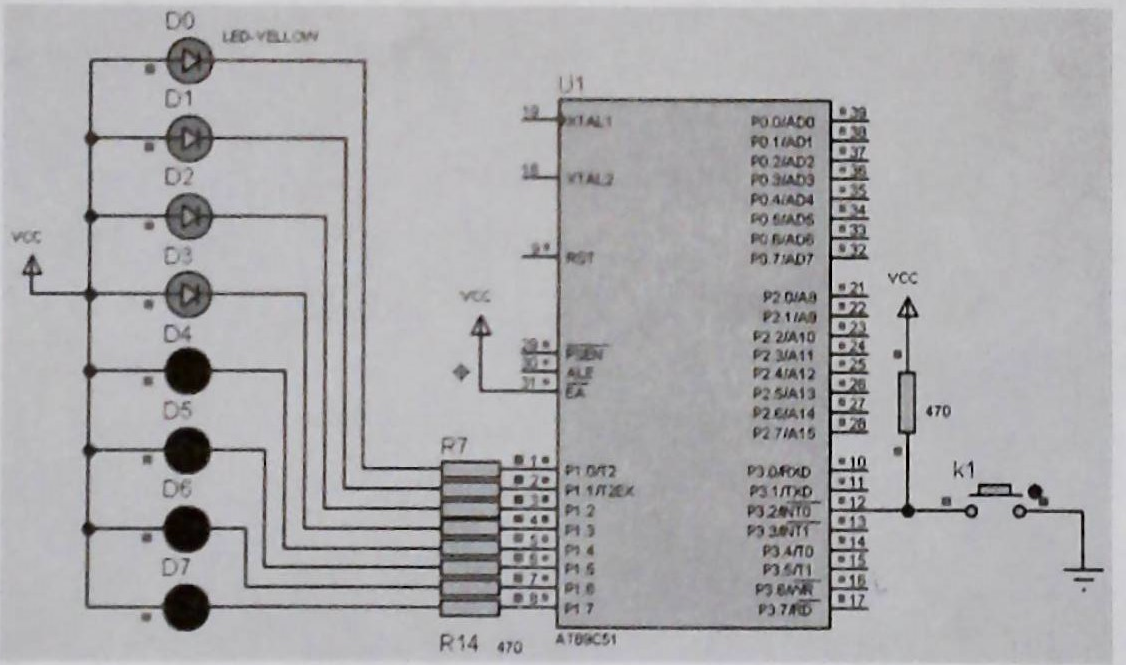 D0
LED-YELLOW
D1
D2
D3
D4
D5
D6
D7
VCC
VCC
U1
19
XTAL1
18
XTAL2
9
RST
29
PSEN
30
ALE
31
EA
R7
1
P1.0/T2
2
P1.1/T2EX
3
P1.2
4
P1.3
5
P1.4
6
P1.5
7
P1.6
8
P1.7
R14 470
AT89C51
P0.0/AD0 39
P0.1/AD1 38
P0.2/AD2 37
P0.3/AD3 36
P0.4/AD4 35
P0.5/AD5 34
P0.6/AD6 33
P0.7/AD7 32
P2.0/A8 21
P2.1/A9 22
P2.2/A10 23
P2.3/A11 24
P2.4/A12 25
P2.5/A13 26
P2.6/A14 27
P2.7/A15 28
P3.0/RXD 10
P3.1/TXD 11
P3.2/INT0 12
P3.3/INT1 13
P3.4/T0 14
P3.5/T1 15
P3.6/WR 16
P3.7/RD 17
VCC
470
k1